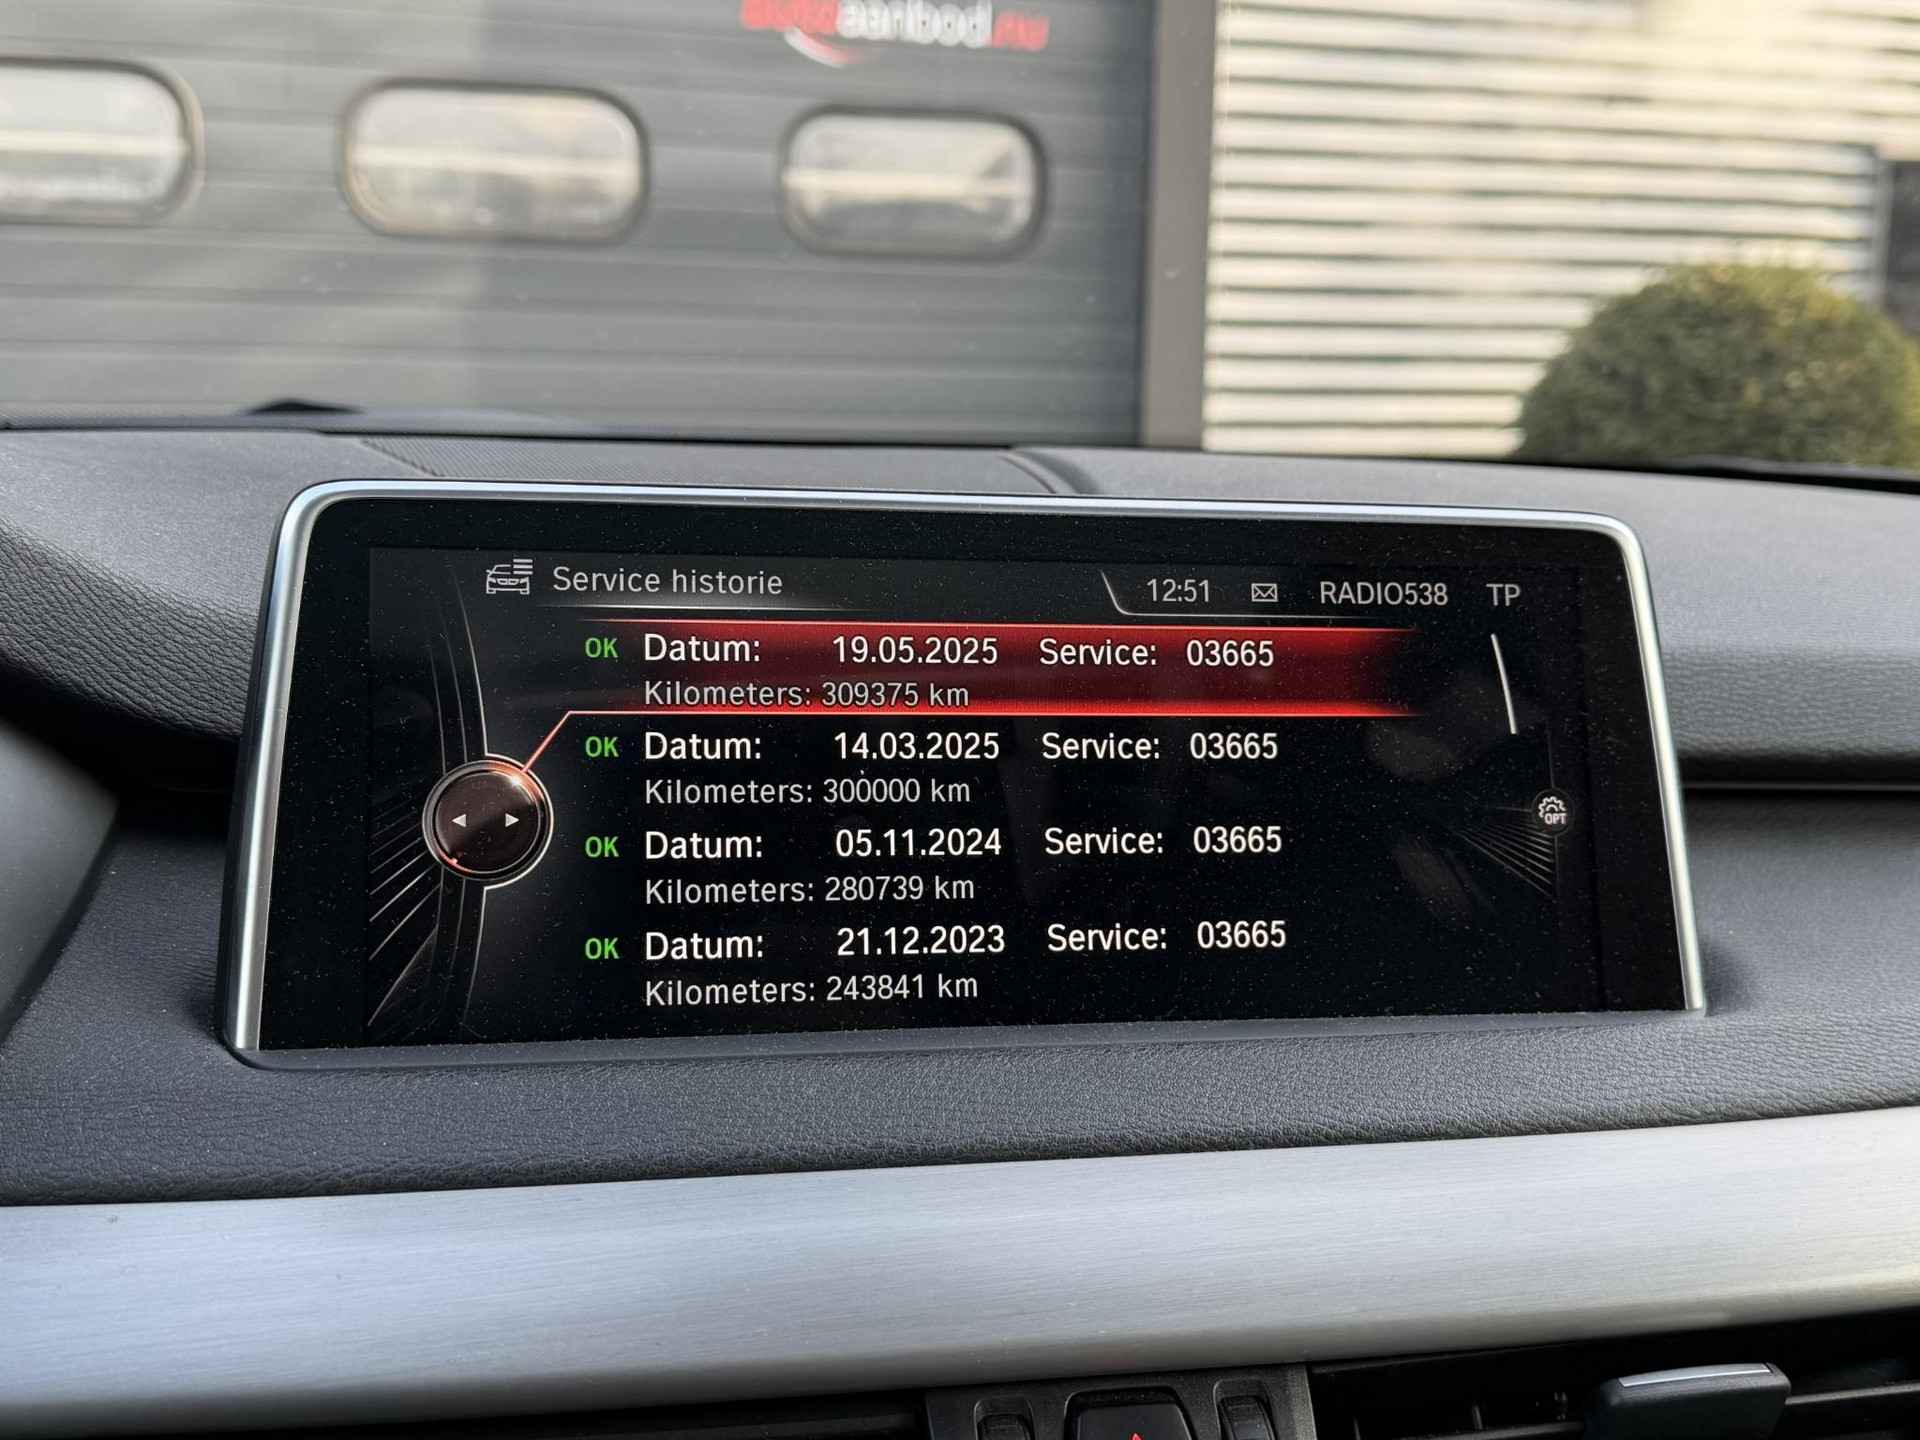 Service historie
12:51 RADIO538 TP
OK Datum: 19.05.2025 Service: 03665
Kilometers: 309375 km
OK Datum: 14.03.2025 Service: 03665
Kilometers: 300000 km
OPT
OK Datum: 05.11.2024 Service: 03665
Kilometers: 280739 km
OK Datum: 21.12.2023 Service: 03665
Kilometers: 243841 km